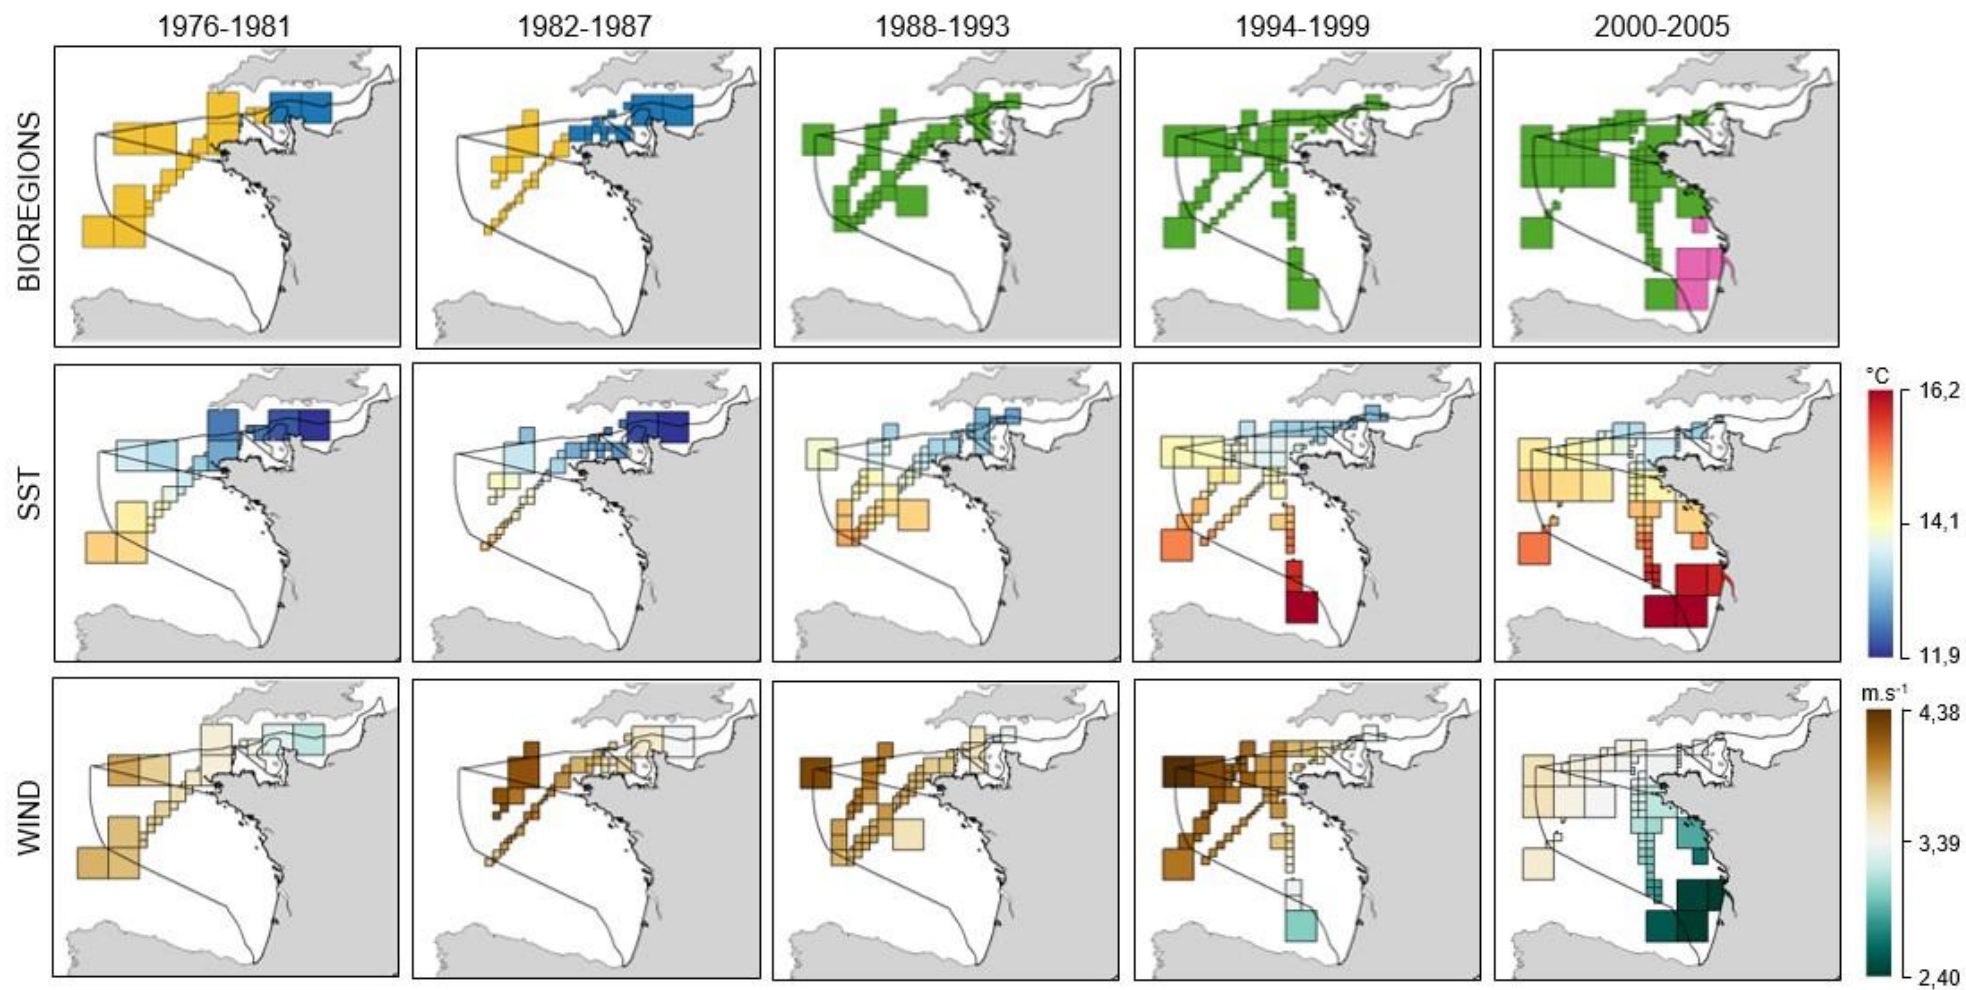 1976-1981 1982-1987 1988-1993 1994-1999 2000-2005
BIOREGIONS
SST
°C
16,2
14,1
11,9
WIND
m.s⁻¹
4,38
3,39
2,40